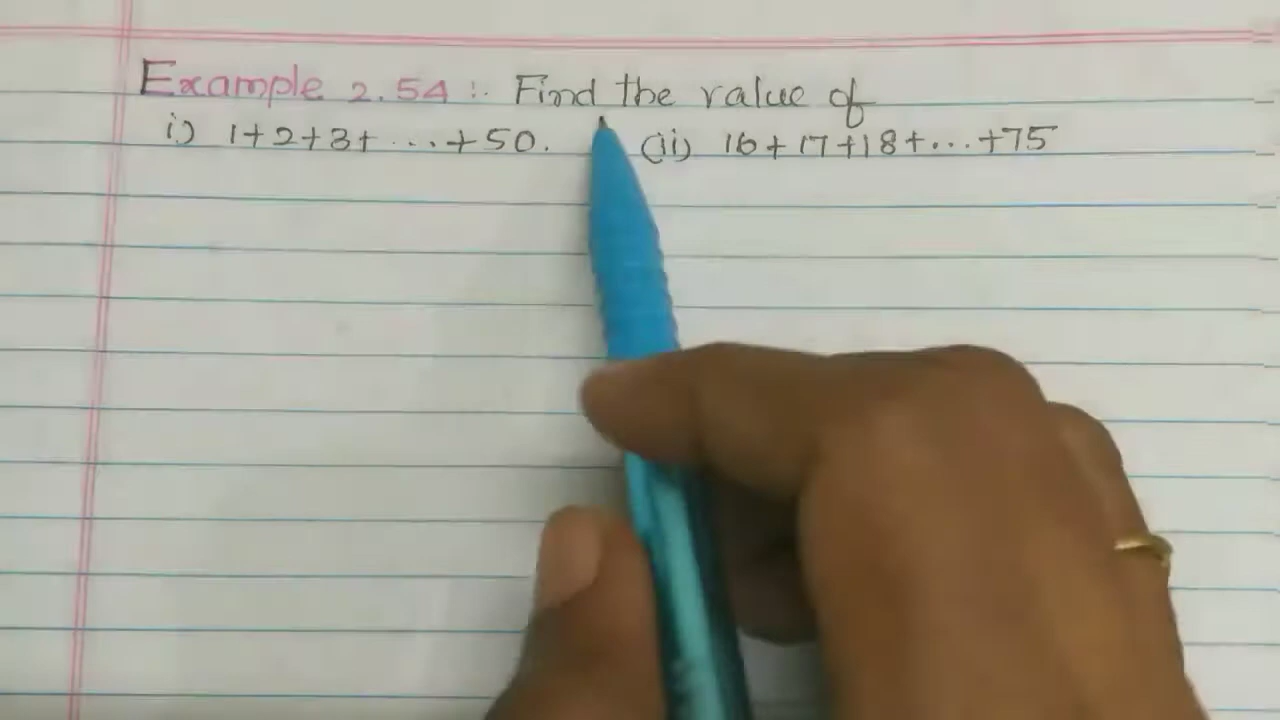 Example 2.54 :. Find the value of
i) 1+2+3+ ...+50. (ii) 16+17+18+...+75